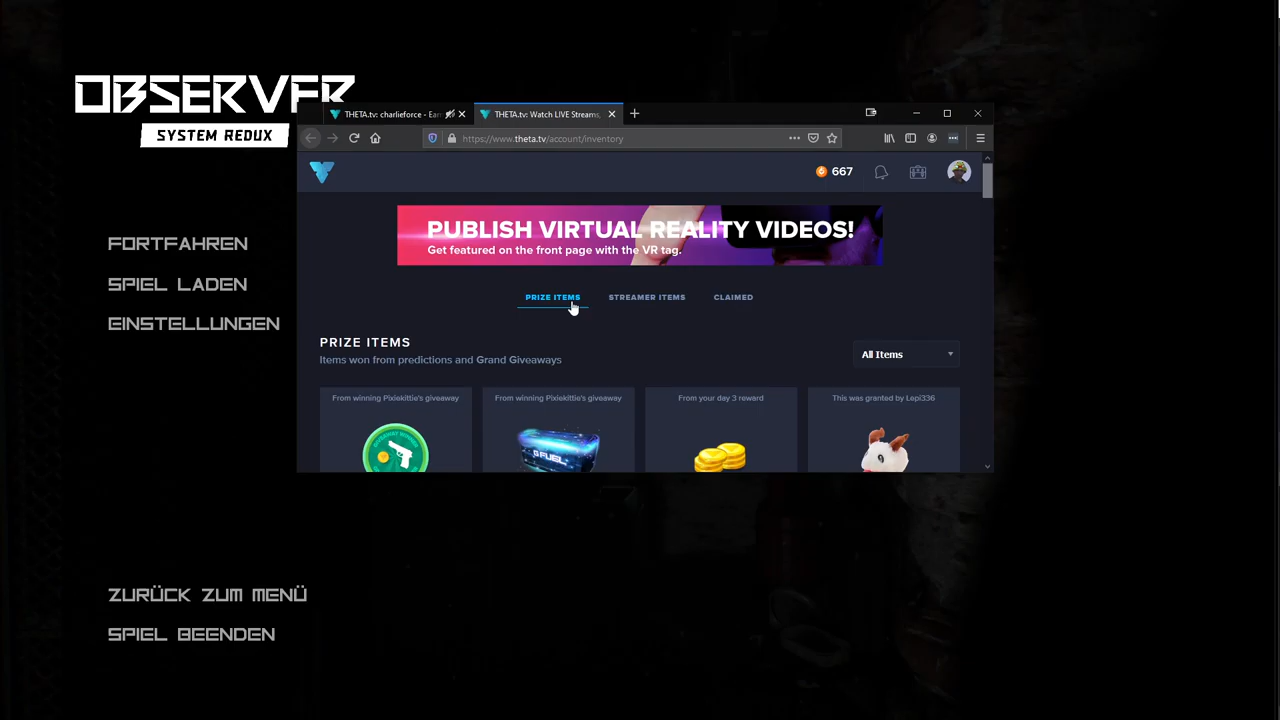 OBSERVER
SYSTEM REDUX
FORTFAHREN
SPIEL LADEN
EINSTELLUNGEN
ZURÜCK ZUM MENÜ
SPIEL BEENDEN
THETA.tv: charlieforce - Ear
THETA.tv: Watch LIVE Streams,
https://www.theta.tv/account/inventory
667
PUBLISH VIRTUAL REALITY VIDEOS!
Get featured on the front page with the VR tag.
PRIZE ITEMS STREAMER ITEMS CLAIMED
PRIZE ITEMS
Items won from predictions and Grand Giveaways
All Items
From winning Pixiekittie's giveaway
From winning Pixiekittie's giveaway
From your day 3 reward
This was granted by Lepi336
GIVEAWAY WINNER
G FUEL